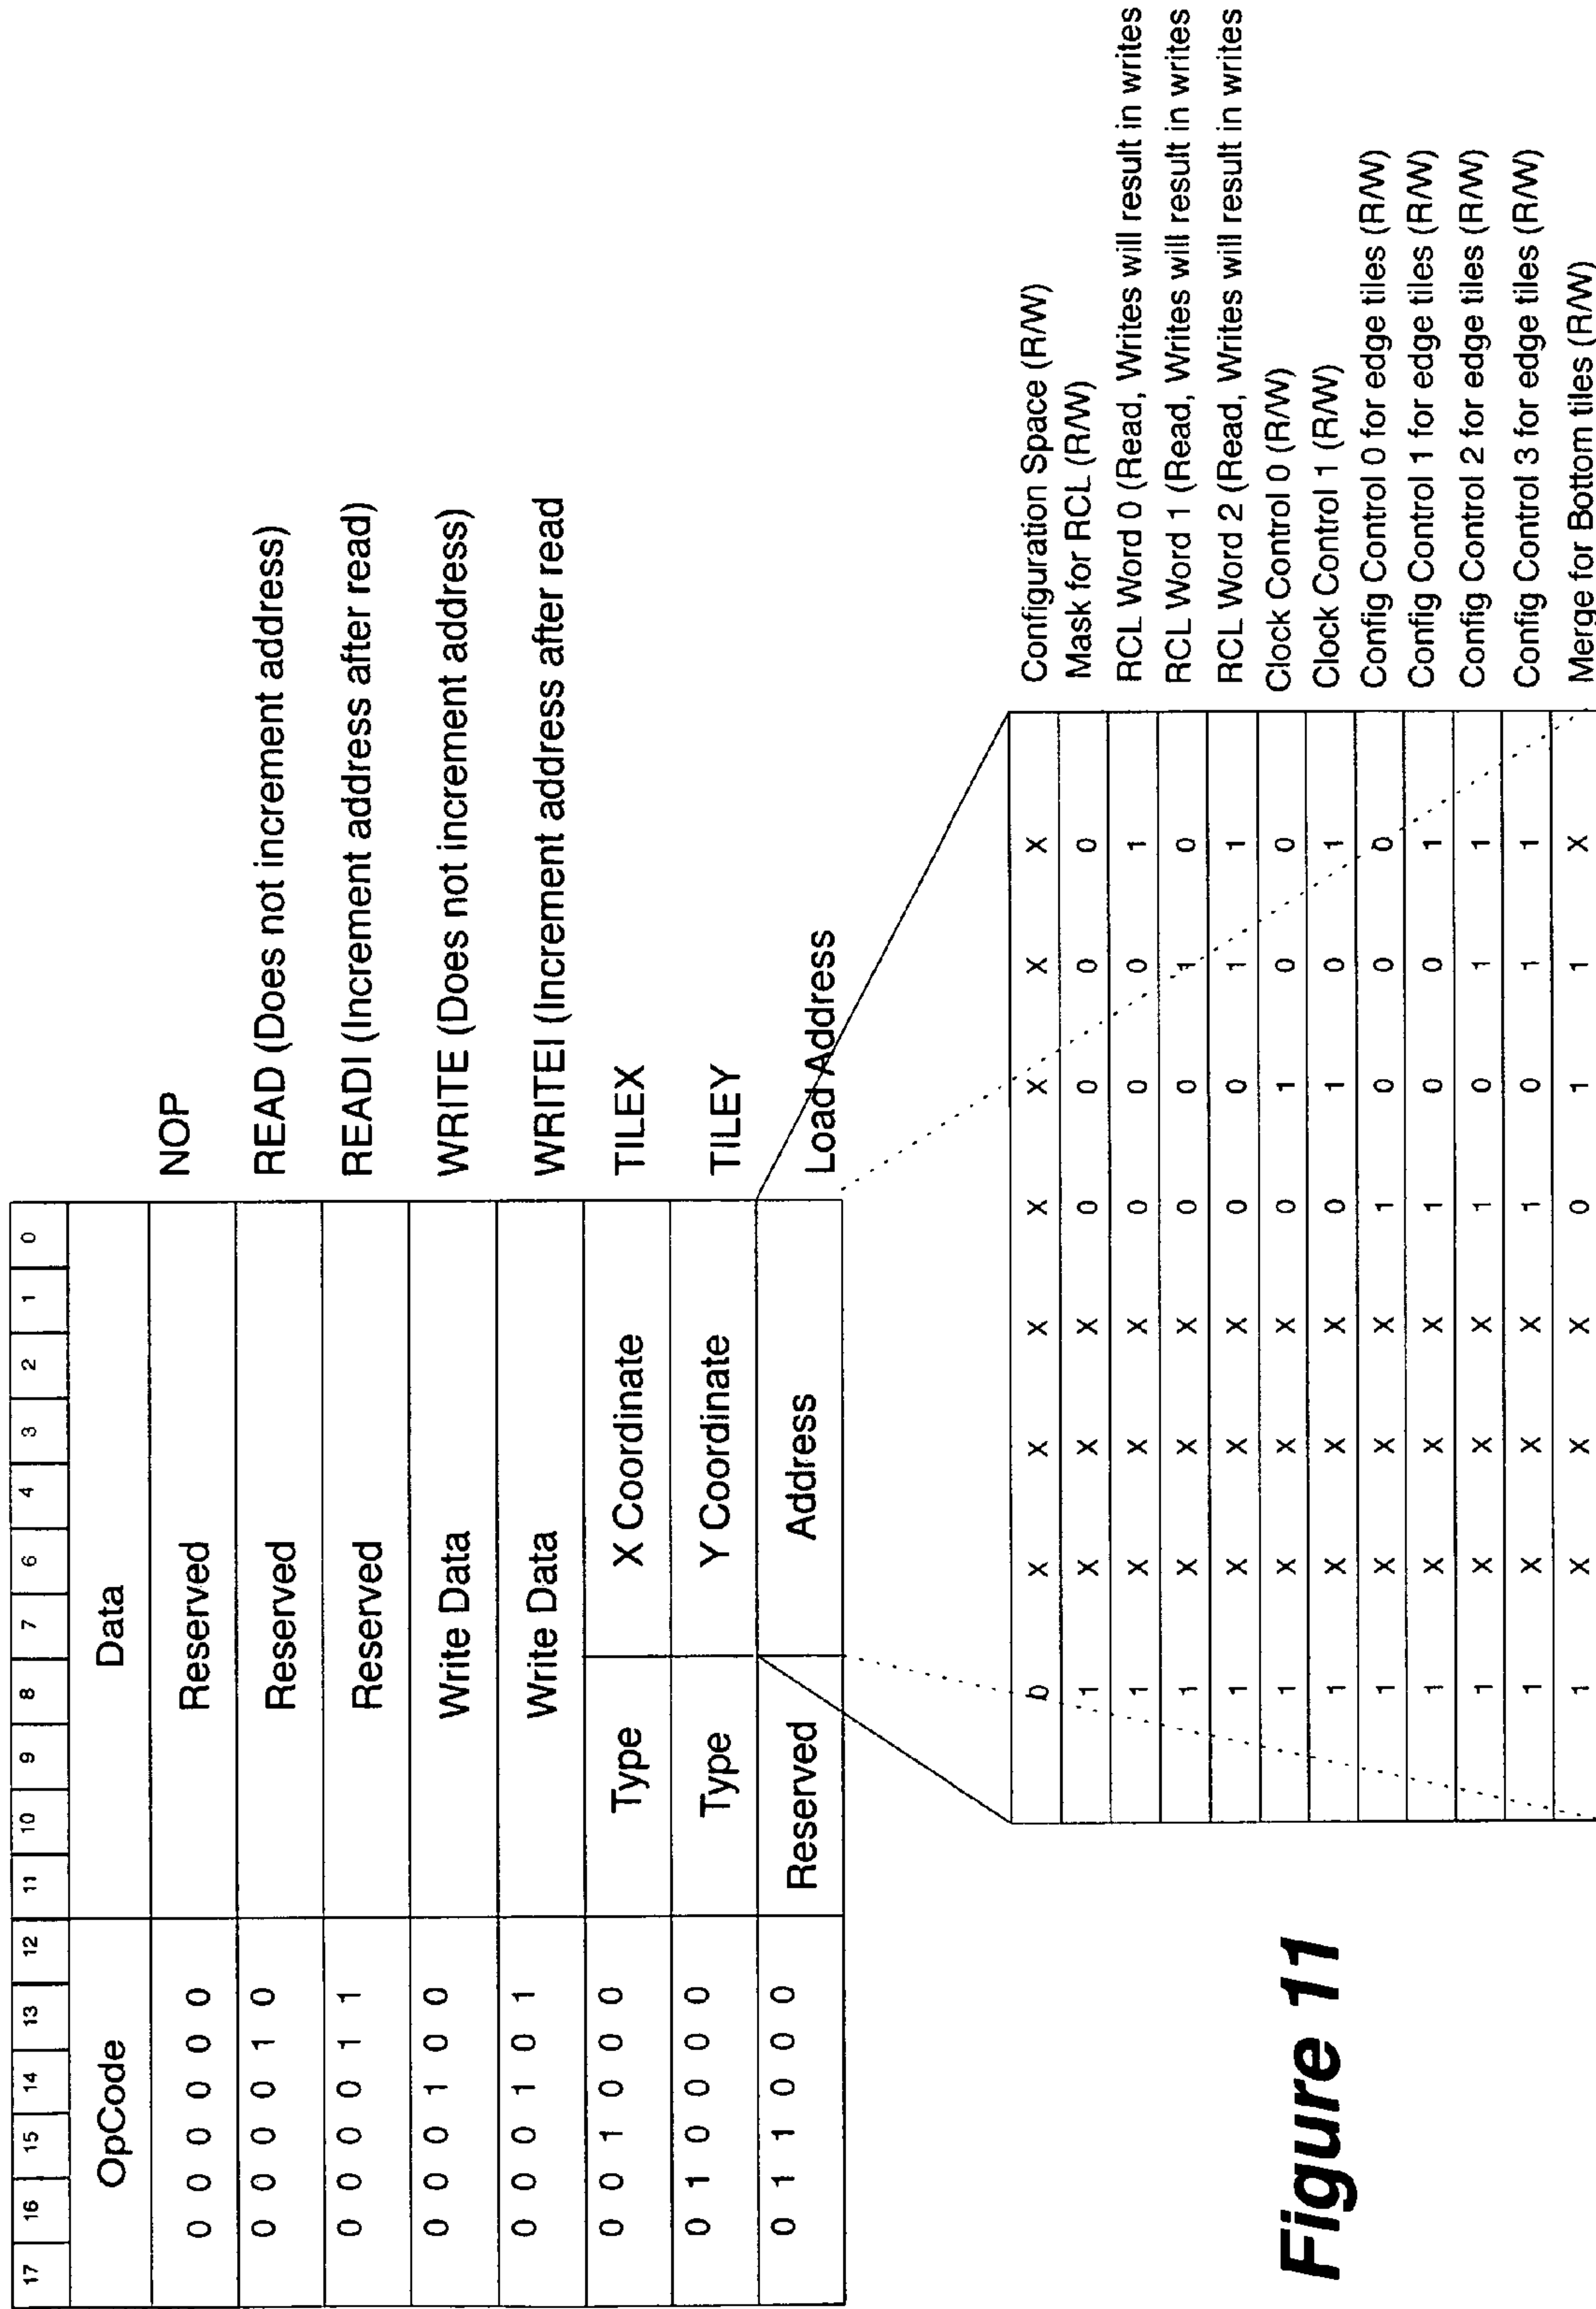 17 16 15 14 13 12 11 10 9 8 7 6 4 3 2 1 0
OpCode Data
0 0 0 0 0 0 Reserved NOP
0 0 0 0 1 0 Reserved READ (Does not increment address)
0 0 0 0 1 1 Reserved READI (Increment address after read)
0 0 0 1 0 0 Write Data WRITE (Does not increment address)
0 0 0 1 0 1 Write Data WRITEI (Increment address after read
0 0 1 0 0 0 Type X Coordinate TILEX
0 1 0 0 0 0 Type Y Coordinate TILEY
0 1 1 0 0 0 Reserved Address Load Address
0 X X X X X X X Configuration Space (R/W)
1 X X X 0 0 0 0 Mask for RCL (R/W)
1 X X X 0 0 0 1 RCL Word 0 (Read, Writes will result in writes
1 X X X 0 0 1 0 RCL Word 1 (Read, Writes will result in writes
1 X X X 0 0 1 1 RCL Word 2 (Read, Writes will result in writes
1 X X X 0 1 0 0 Clock Control 0 (R/W)
1 X X X 0 1 0 1 Clock Control 1 (R/W)
1 X X X 1 0 0 0 Config Control 0 for edge tiles (R/W)
1 X X X 1 0 0 1 Config Control 1 for edge tiles (R/W)
1 X X X 1 0 1 1 Config Control 2 for edge tiles (R/W)
1 X X X 1 0 1 1 Config Control 3 for edge tiles (R/W)
1 X X X 0 1 1 X Merge for Bottom tiles (R/W)
Figure 11